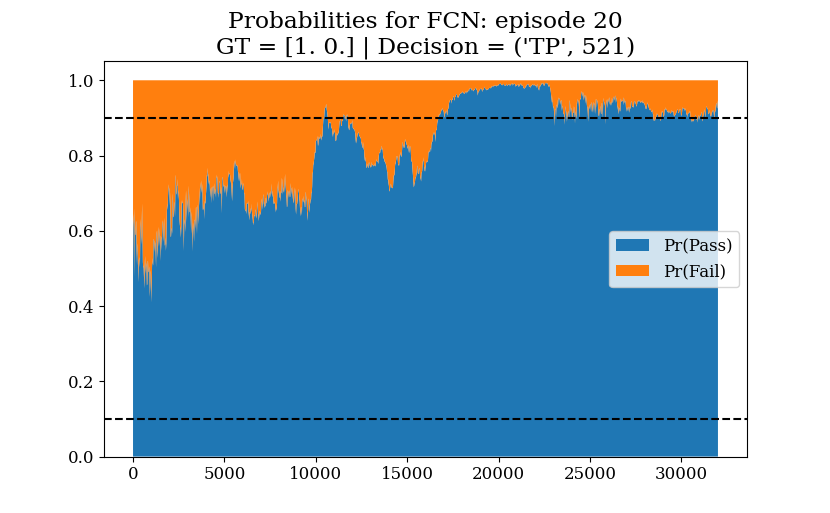 Probabilities for FCN: episode 20
GT = [1. 0.] | Decision = ('TP', 521)
1.0
0.8
0.6
0.4
0.2
0.0
Pr(Pass)
Pr(Fail)
0 5000 10000 15000 20000 25000 30000